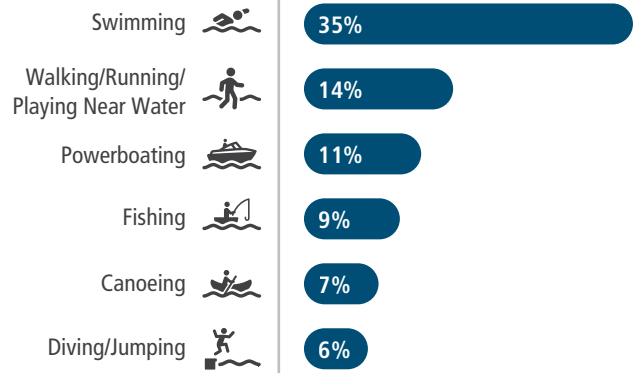 Swimming 35%
Walking/Running/
Playing Near Water 14%
Powerboating 11%
Fishing 9%
Canoeing 7%
Diving/Jumping 6%